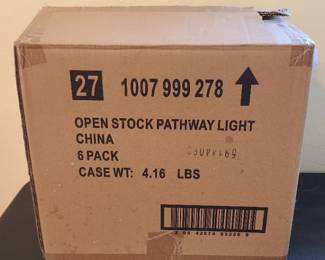 27 1007 999 278
OPEN STOCK PATHWAY LIGHT
CHINA
6 PACK
CASE WT: 4.16 LBS